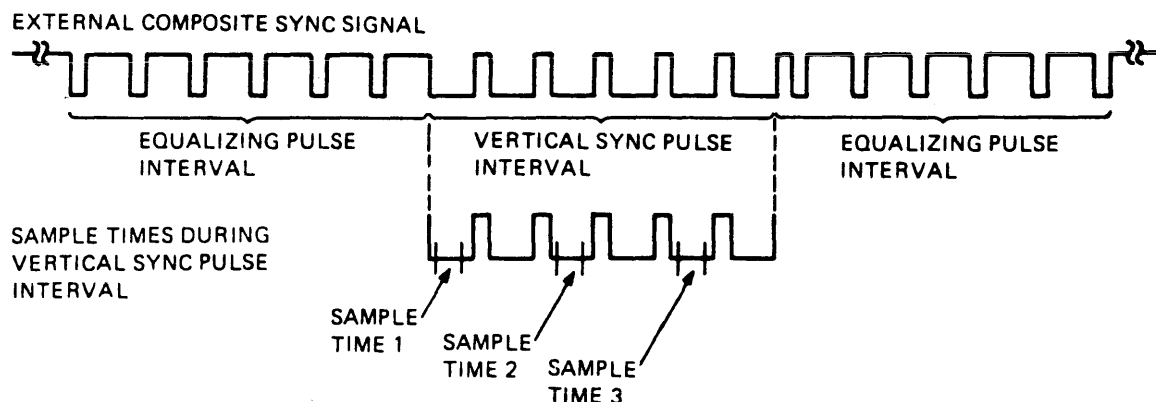 EXTERNAL COMPOSITE SYNC SIGNAL
EQUALIZING PULSE
INTERVAL
VERTICAL SYNC PULSE
INTERVAL
EQUALIZING PULSE
INTERVAL
SAMPLE TIMES DURING
VERTICAL SYNC PULSE
INTERVAL
SAMPLE
TIME 1
SAMPLE
TIME 2
SAMPLE
TIME 3